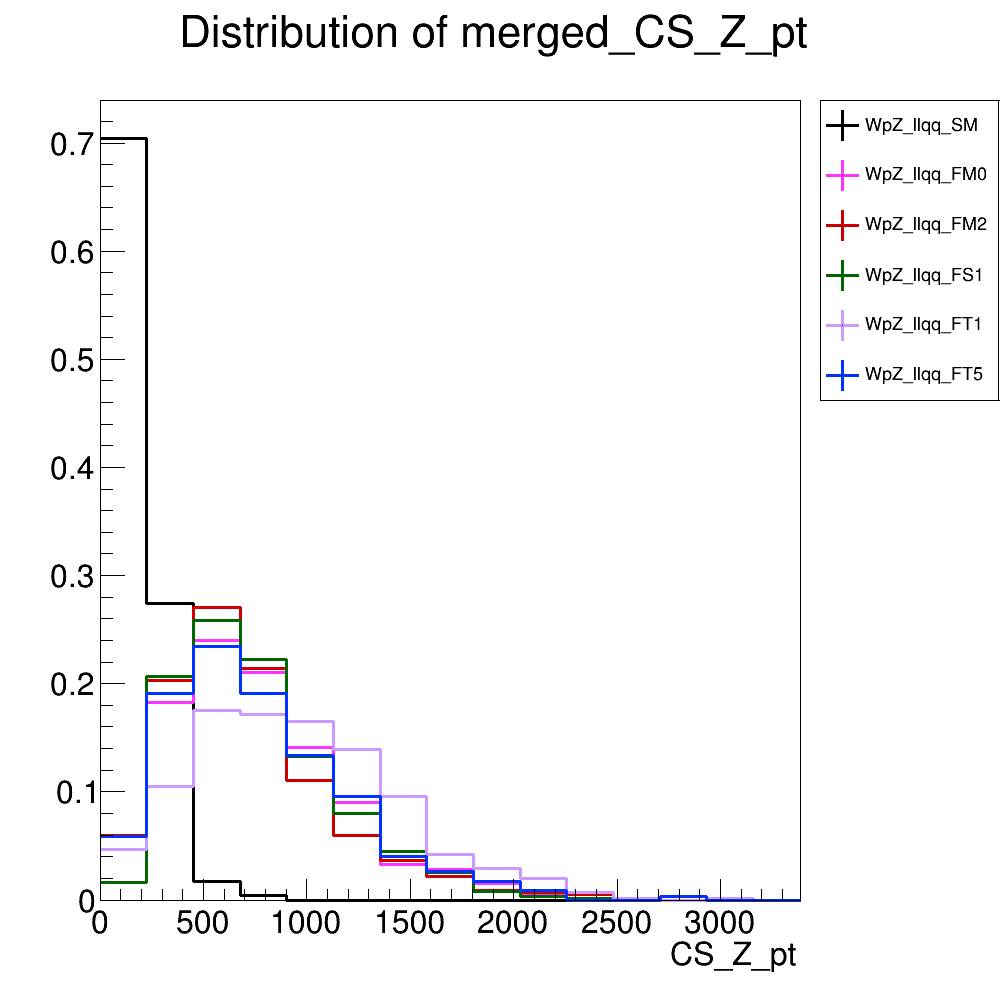 Distribution of merged_CS_Z_pt
WpZ_llqq_SM
WpZ_llqq_FM0
WpZ_llqq_FM2
WpZ_llqq_FS1
WpZ_llqq_FT1
WpZ_llqq_FT5
0.7
0.6
0.5
0.4
0.3
0.2
0.1
0
0 500 1000 1500 2000 2500 3000
CS_Z_pt